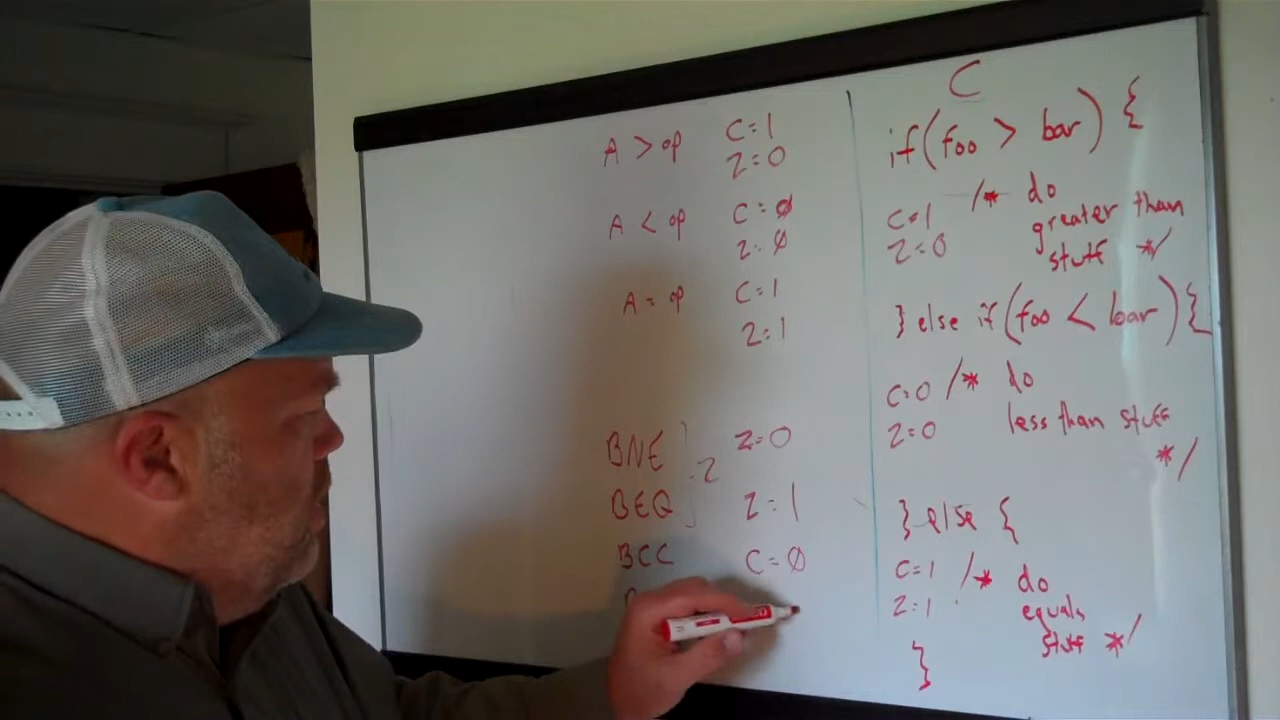 A > op C=1
Z=0
A < op C=0
Z=0
A = op C=1
Z=1
BNE Z=0
Z
BEQ Z=1
BCC C=0
C
if(foo > bar) {
C=1 /* do
Z=0 greater than
stuff */
} else if(foo < bar){
C=0 /* do
Z=0 less than stuff
*/
} else {
C=1 /* do
Z=1 equals
stuff */
}